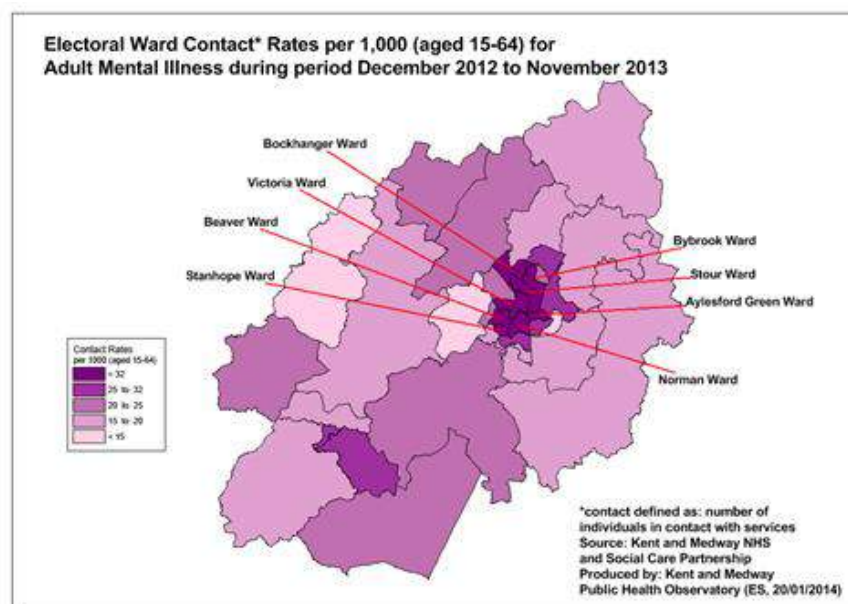 Electoral Ward Contact* Rates per 1,000 (aged 15-64) for
Adult Mental Illness during period December 2012 to November 2013
Bockhanger Ward
Victoria Ward
Beaver Ward
Stanhope Ward
Bybrook Ward
Stour Ward
Aylesford Green Ward
Norman Ward
Contact Rates
per 1000 (aged 15-64)
< 32
25 to 32
20 to 25
15 to 20
< 15
*contact defined as: number of
individuals in contact with services
Source: Kent and Medway NHS
and Social Care Partnership
Produced by: Kent and Medway
Public Health Observatory (ES, 20/01/2014)